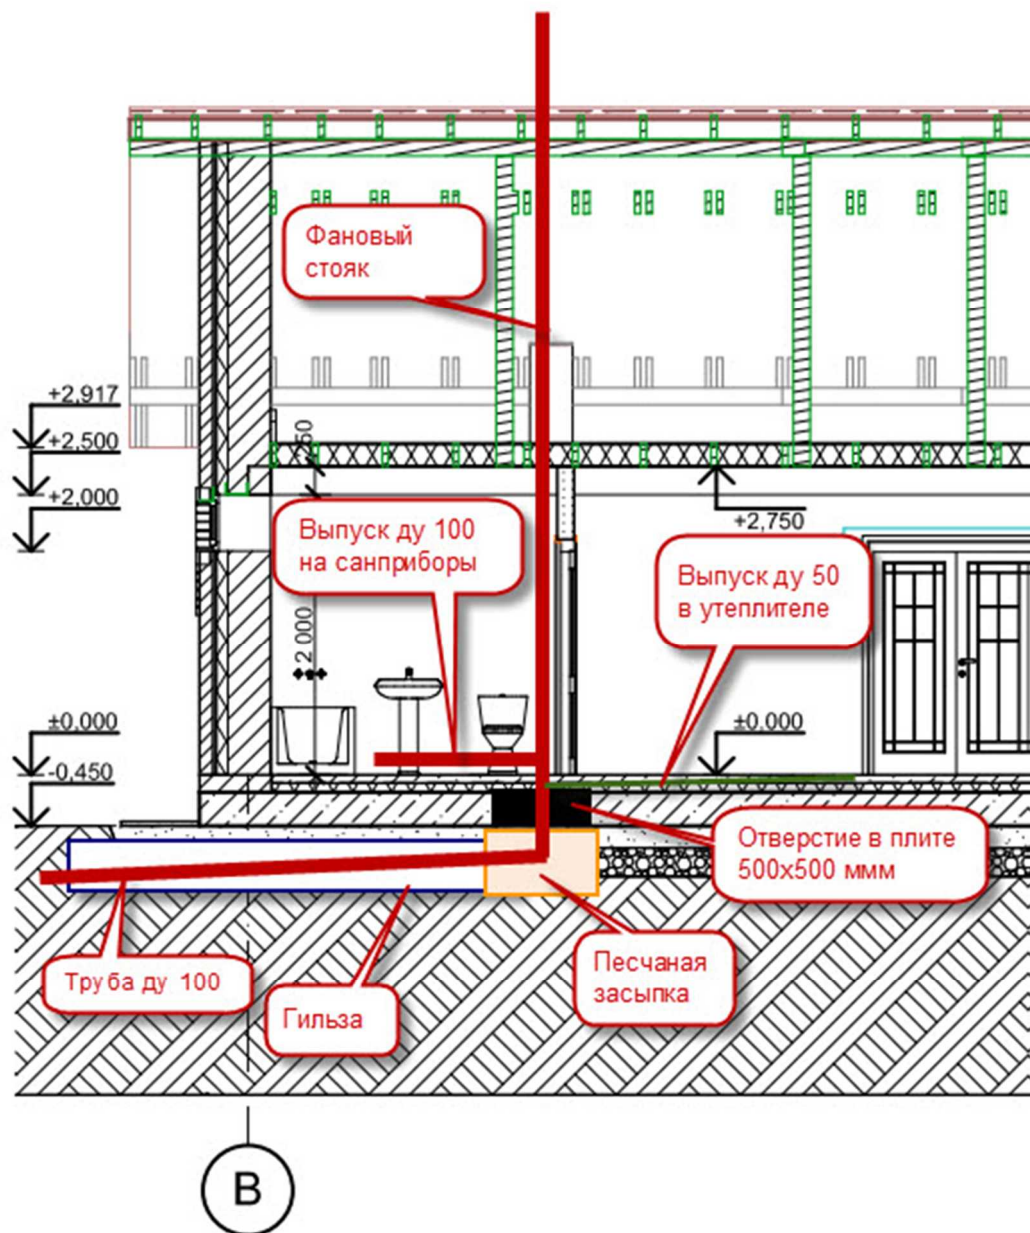 Фановый
стояк
+2,917
+2,500
250
+2,000
+2,750
Выпуск ду 100
на санприборы
Выпуск ду 50
в утеплителе
2 000
±0,000
±0,000
-0,450
Отверстие в плите
500х500 ммм
Песчаная
засыпка
Труба ду 100
Гильза
В